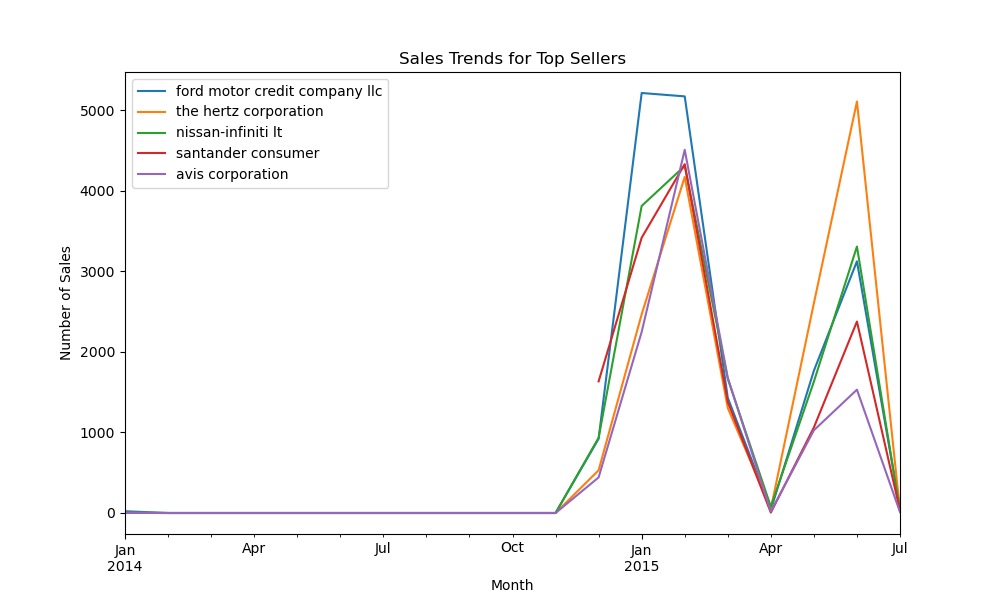 Sales Trends for Top Sellers
ford motor credit company llc
the hertz corporation
nissan-infiniti lt
santander consumer
avis corporation
Number of Sales
5000
4000
3000
2000
1000
0
Jan Apr Jul Oct Jan Apr Jul
2014 2015
Month